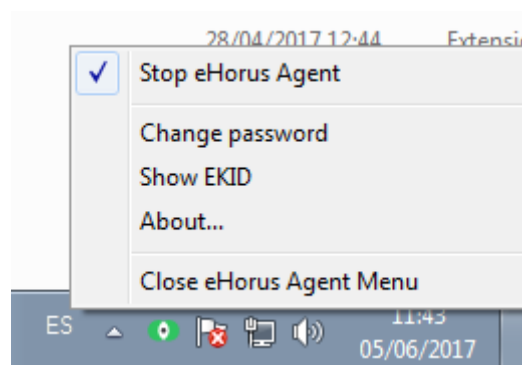 28/04/2017 12:44 Extensi
Stop eHorus Agent
Change password
Show EKID
About...
Close eHorus Agent Menu
ES 11:43
05/06/2017